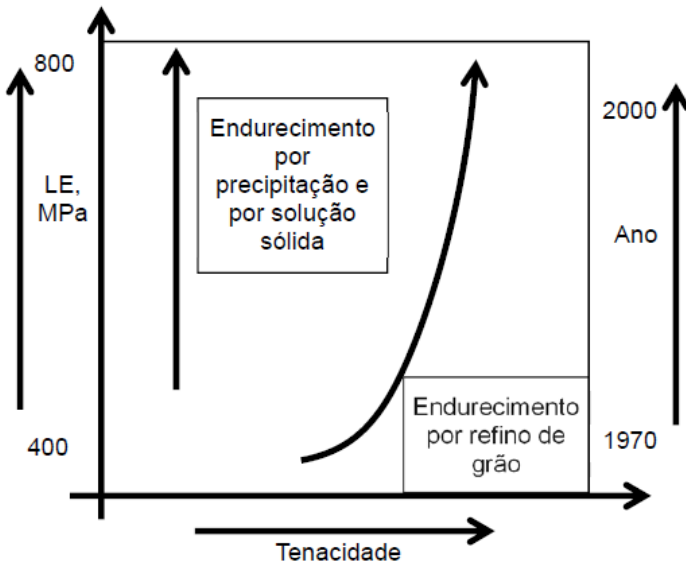 800
LE,
MPa
400
Endurecimento
por
precipitação e
por solução
sólida
Endurecimento
por refino de
grão
2000
Ano
1970
Tenacidade